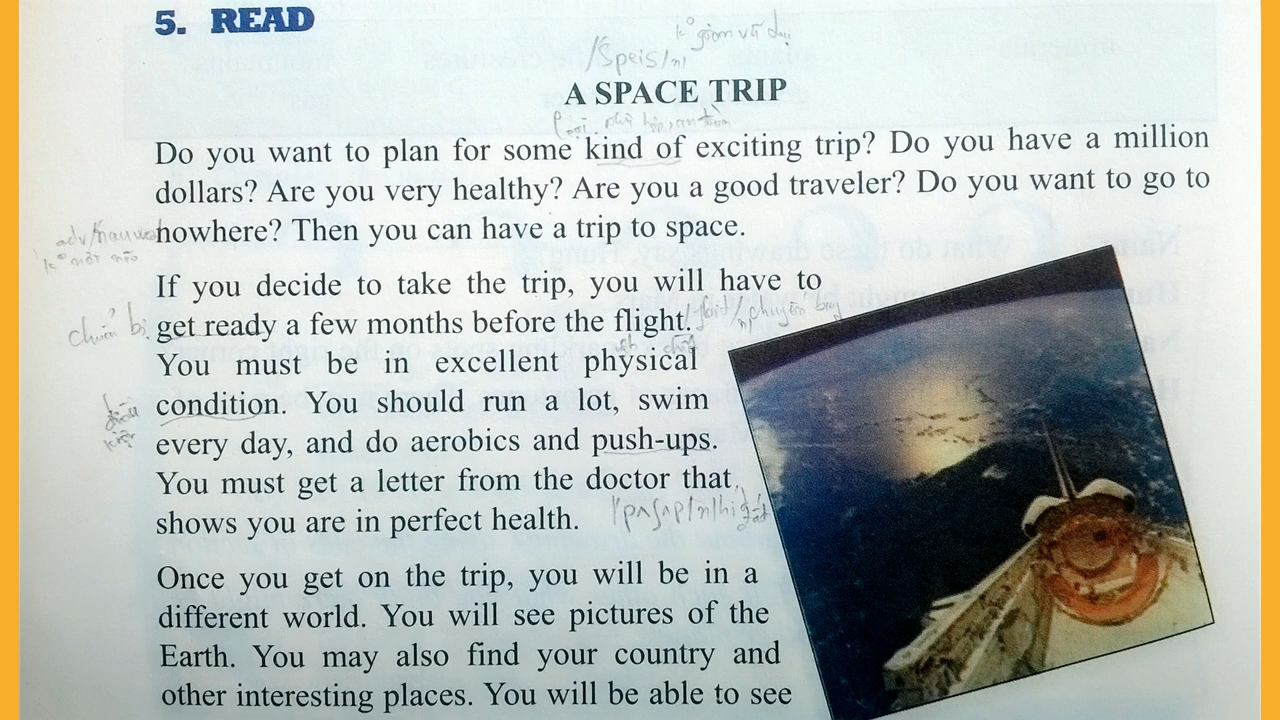 5. READ
/speis/n
A SPACE TRIP
Do you want to plan for some kind of exciting trip? Do you have a million
dollars? Are you very healthy? Are you a good traveler? Do you want to go to
nowhere? Then you can have a trip to space.
If you decide to take the trip, you will have to
chuẩn bị
get ready a few months before the flight.
You must be in excellent physical
condition. You should run a lot, swim
every day, and do aerobics and push-ups.
You must get a letter from the doctor that
shows you are in perfect health.
Once you get on the trip, you will be in a
different world. You will see pictures of the
Earth. You may also find your country and
other interesting places. You will be able to see